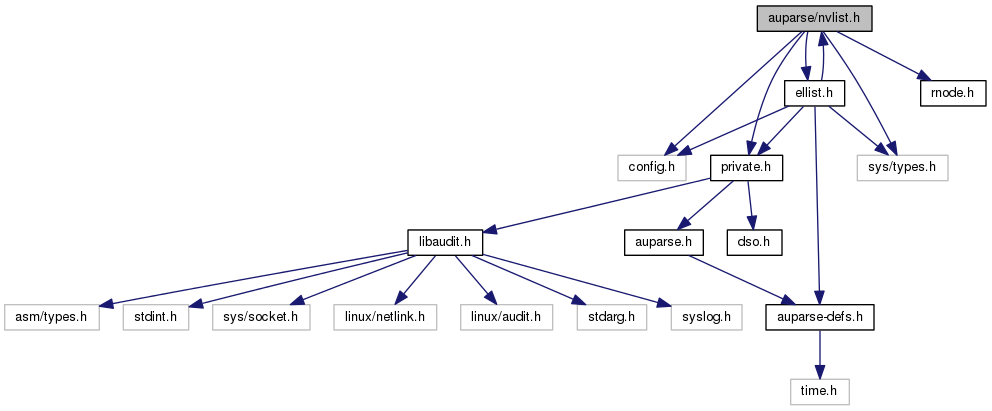 auparse/nvlist.h
ellist.h
rnode.h
config.h
private.h
sys/types.h
libaudit.h
auparse.h
dso.h
asm/types.h
stdint.h
sys/socket.h
linux/netlink.h
linux/audit.h
stdarg.h
syslog.h
auparse-defs.h
time.h